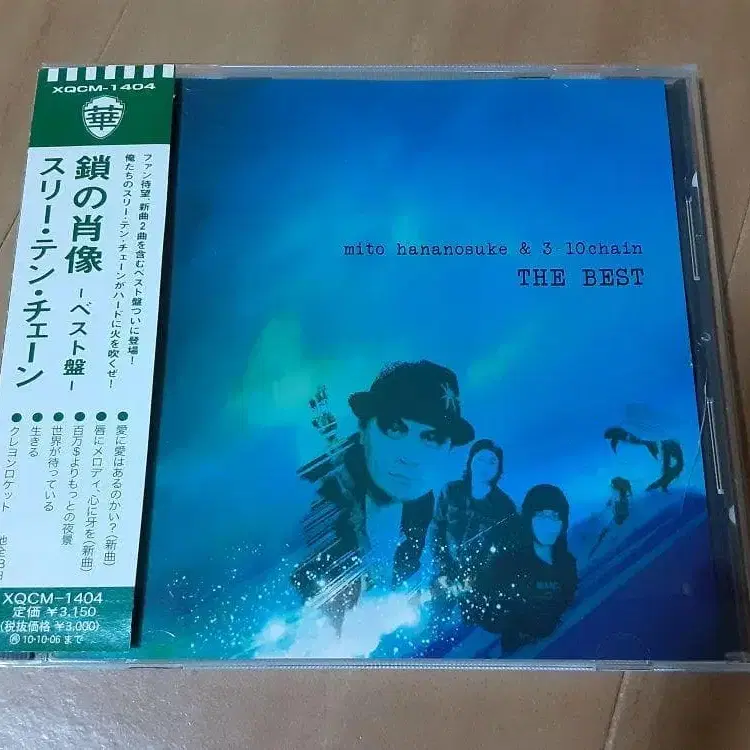 XQCM-1404
華
鎖の肖像
-ベスト盤-
スリー・テン・チェーン
ファン待望、新曲2曲を含むベスト盤ついに登場!
俺たちのスリー・テン・チェーンがハードに火を吹くぜ!
●愛に愛はあるのかい?(新曲)
●唇にメロディ、心に牙を(新曲)
●百万$よりもっとの夜景
●世界が待っている
●生きる
●クレヨンロケット
XQCM-1404
定価 ¥3,150
(税抜価格 ¥3,000)
10・10・06 まで
mito hananosuke & 3 10chain
THE BEST